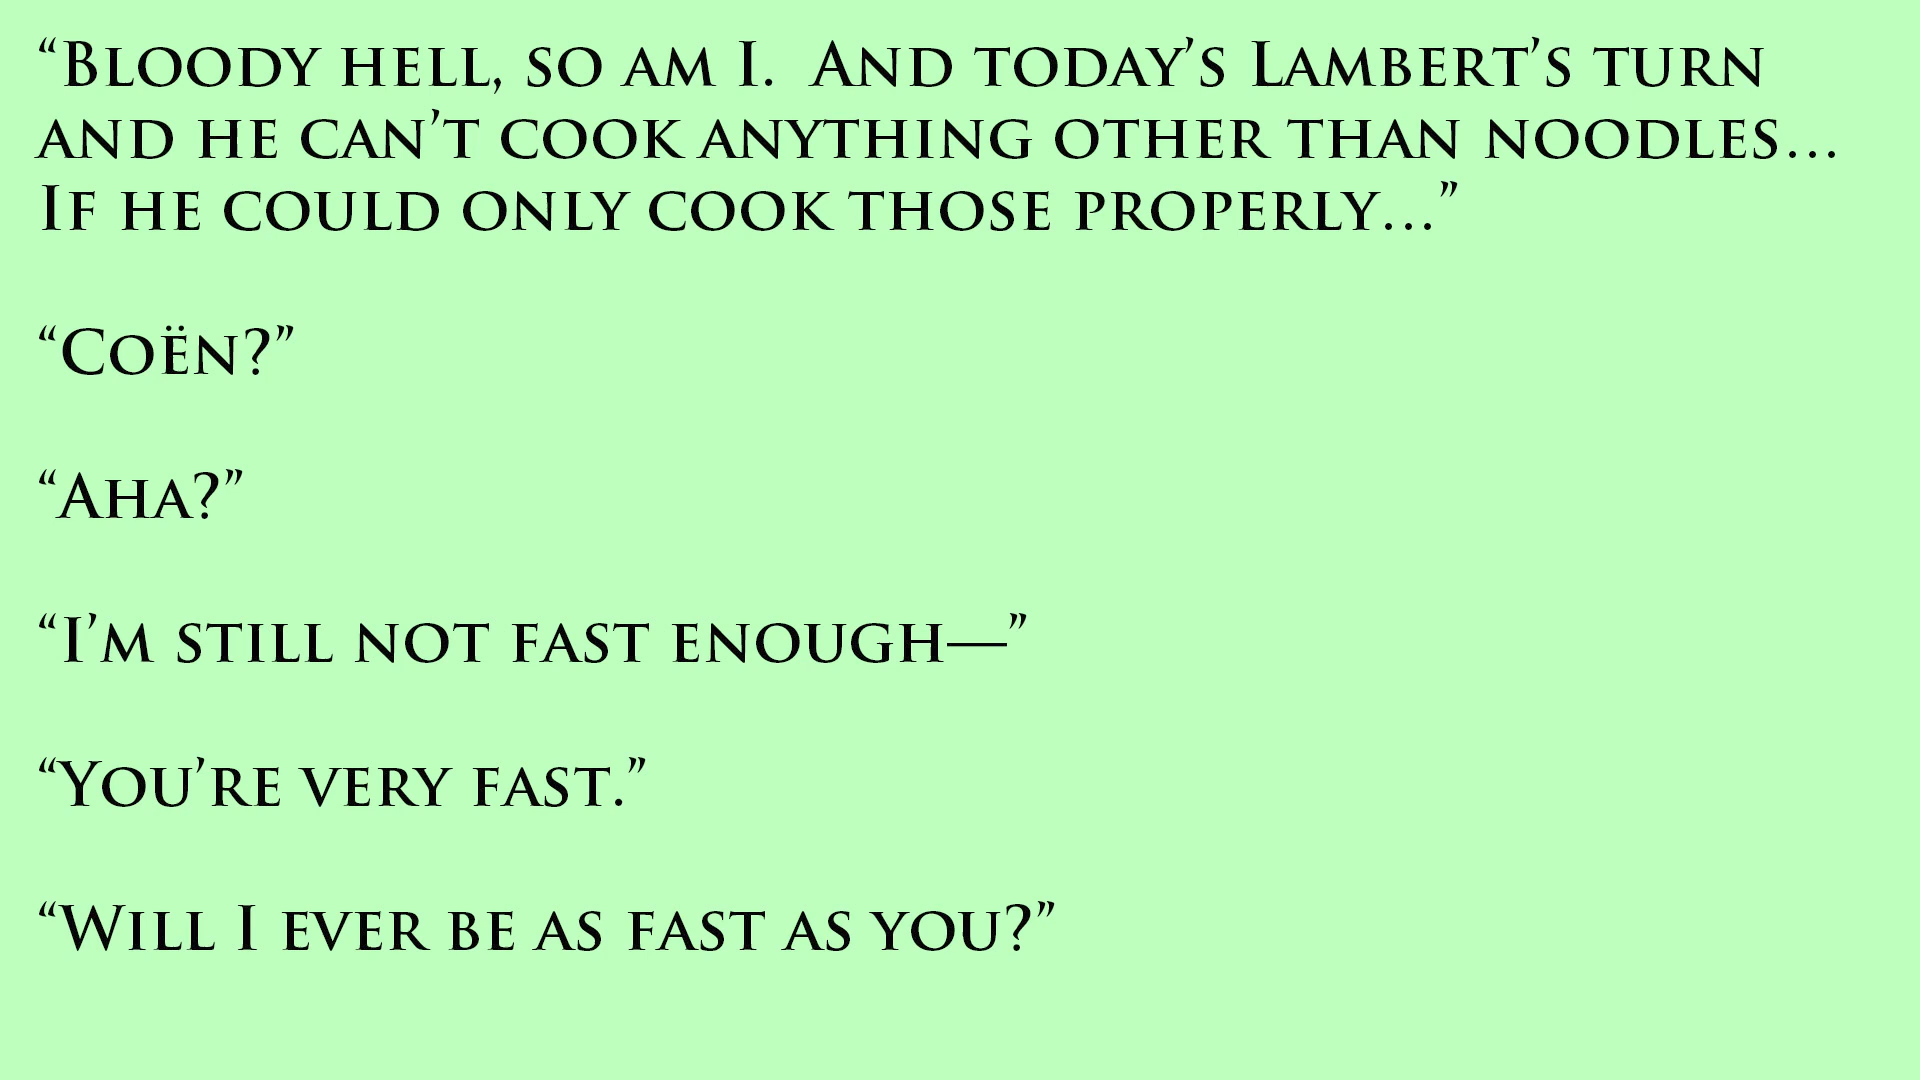 “Bloody hell, so am I.  And today’s Lambert’s turn
and he can’t cook anything other than noodles…
If he could only cook those properly…”
“Coën?”
“Aha?”
“I’m still not fast enough—”
“You’re very fast.”
“Will I ever be as fast as you?”